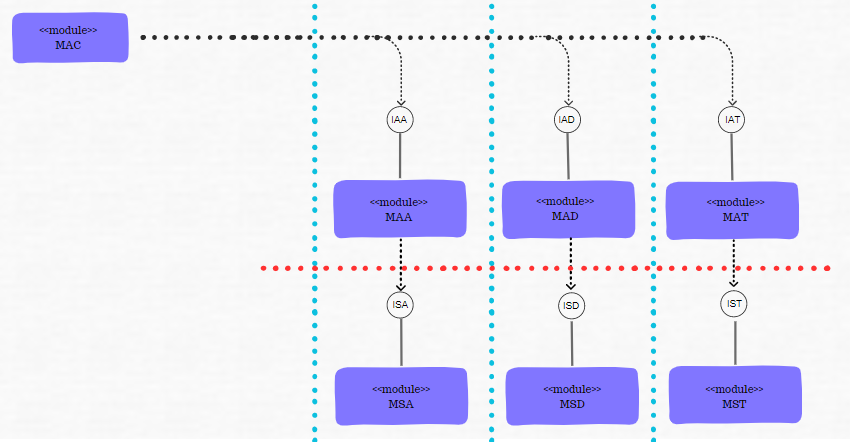 <<module>>
MAC
IAA
IAD
IAT
<<module>>
MAA
<<module>>
MAD
<<module>>
MAT
ISA
ISD
IST
<<module>>
MSA
<<module>>
MSD
<<module>>
MST